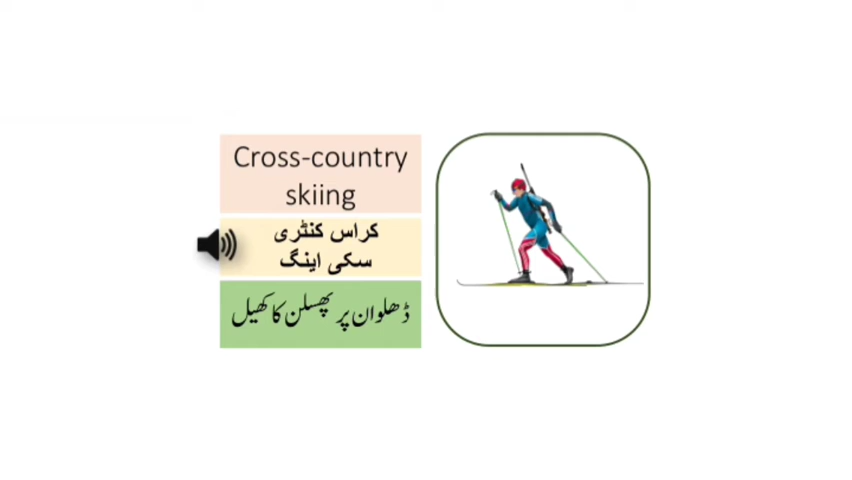 Cross-country
skiing
کراس کنٹری
سکی اینگ
ڈھلوان پر پھسلن کا کھیل